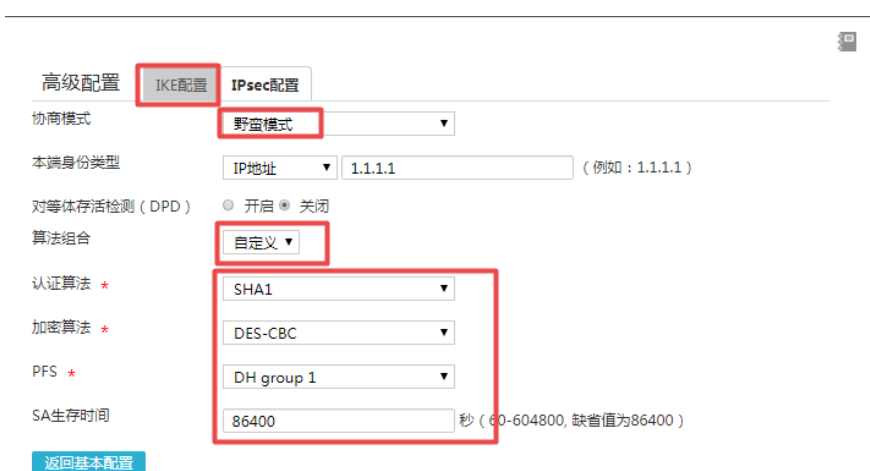 高级配置 IKE配置 IPsec配置
协商模式 野蛮模式
本端身份类型 IP地址 1.1.1.1 ( 例如：1.1.1.1 )
对等体存活检测 ( DPD ) 开启 关闭
算法组合 自定义
认证算法 * SHA1
加密算法 * DES-CBC
PFS * DH group 1
SA生存时间 86400 秒 ( 60-604800, 缺省值为86400 )
返回基本配置